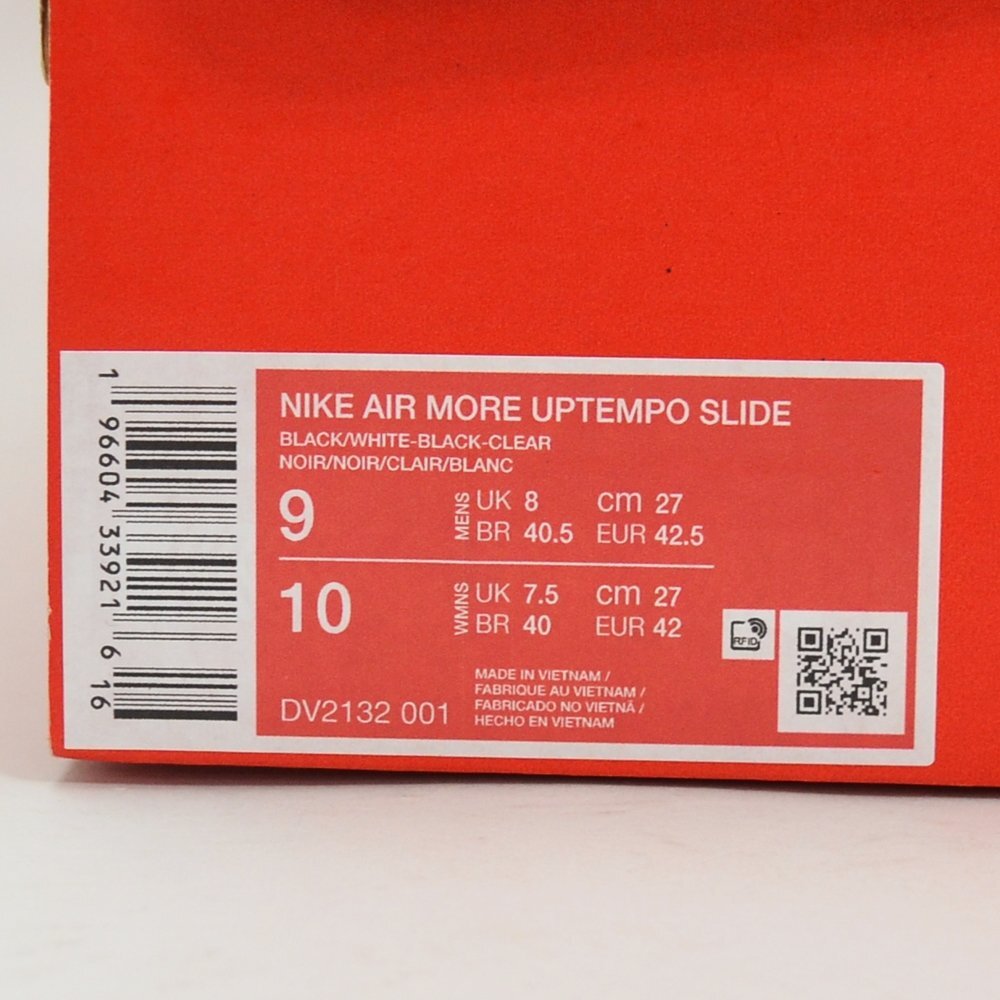 NIKE AIR MORE UPTEMPO SLIDE
BLACK/WHITE-BLACK-CLEAR
NOIR/NOIR/CLAIR/BLANC
9 MENS UK 8 cm 27
BR 40.5 EUR 42.5
10 WMNS UK 7.5 cm 27
BR 40 EUR 42
RFID
MADE IN VIETNAM /
FABRIQUE AU VIETNAM /
FABRICADO NO VIETNÃ /
HECHO EN VIETNAM
DV2132 001
1 96604 33921 6 16